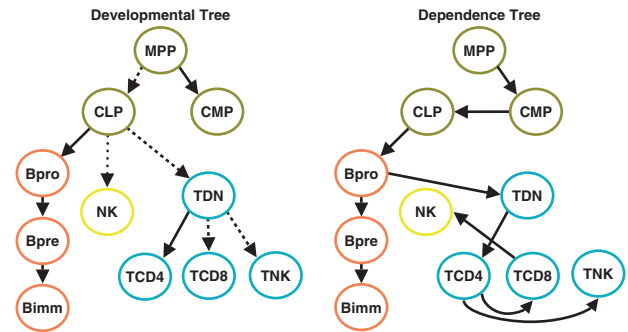 Developmental Tree
MPP
CLP
CMP
Bpro
NK
TDN
Bpre
TCD4
TCD8
TNK
Bimm
Dependence Tree
MPP
CLP
CMP
Bpro
NK
TDN
Bpre
TCD4
TCD8
TNK
Bimm